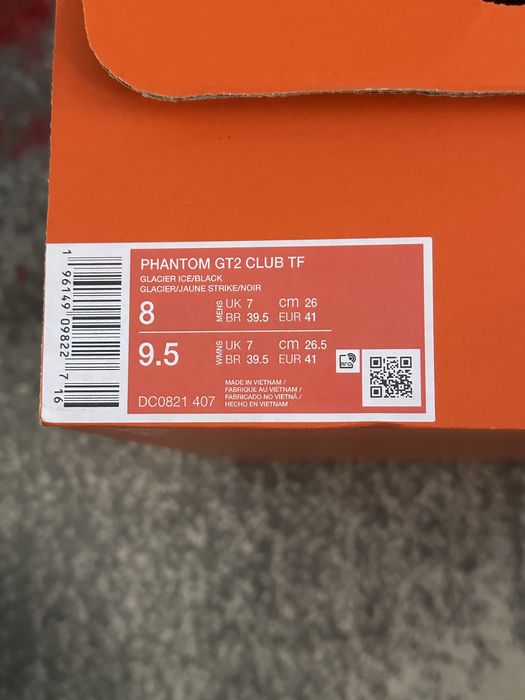 PHANTOM GT2 CLUB TF
GLACIER ICE/BLACK
GLACIER/JAUNE STRIKE/NOIR
8 MENS UK 7 cm 26
BR 39.5 EUR 41
9.5 WMNS UK 7 cm 26.5
BR 39.5 EUR 41
RFID
DC0821 407
MADE IN VIETNAM /
FABRIQUE AU VIETNAM /
FABRICADO NO VIETNÃ /
HECHO EN VIETNAM
1 96149 09822 7 16